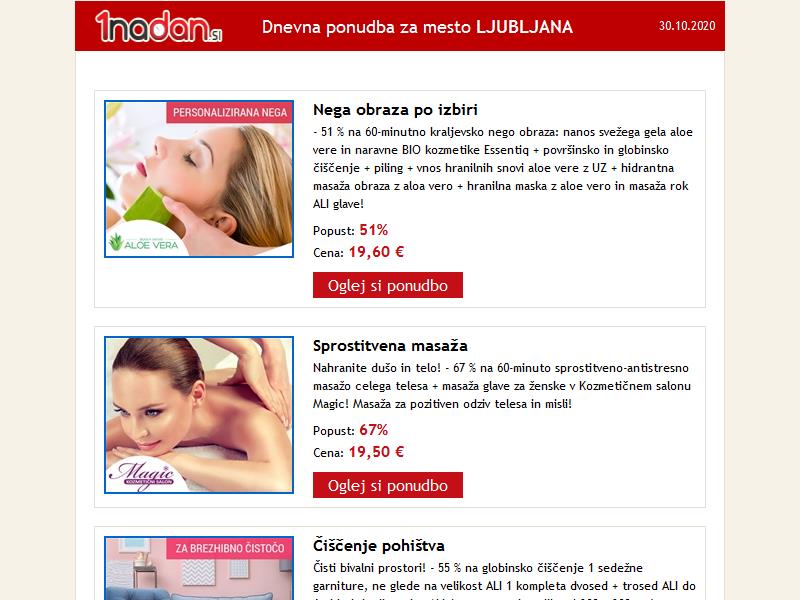 1nadan.si
Dnevna ponudba za mesto LJUBLJANA
30.10.2020
PERSONALIZIRANA NEGA
ALOE VERA
Nega obraza po izbiri
- 51 % na 60-minutno kraljevsko nego obraza: nanos svežega gela aloe
vere in naravne BIO kozmetike Essentiq + površinsko in globinsko
čiščenje + piling + vnos hranilnih snovi aloe vere z UZ + hidrantna
masaža obraza z aloa vero + hranilna maska z aloe vero in masaža rok
ALI glave!
Popust: 51%
Cena: 19,60 €
Oglej si ponudbo
Magic
KOZMETIČNI SALON
Sprostitvena masaža
Nahranite dušo in telo! - 67 % na 60-minuto sprostitveno-antistresno
masažo celega telesa + masaža glave za ženske v Kozmetičnem salonu
Magic! Masaža za pozitiven odziv telesa in misli!
Popust: 67%
Cena: 19,50 €
Oglej si ponudbo
ZA BREZHIBNO ČISTOČO
Čiščenje pohištva
Čisti bivalni prostori! - 55 % na globinsko čiščenje 1 sedežne
garniture, ne glede na velikost ALI 1 kompleta dvosed + trosed ALI do